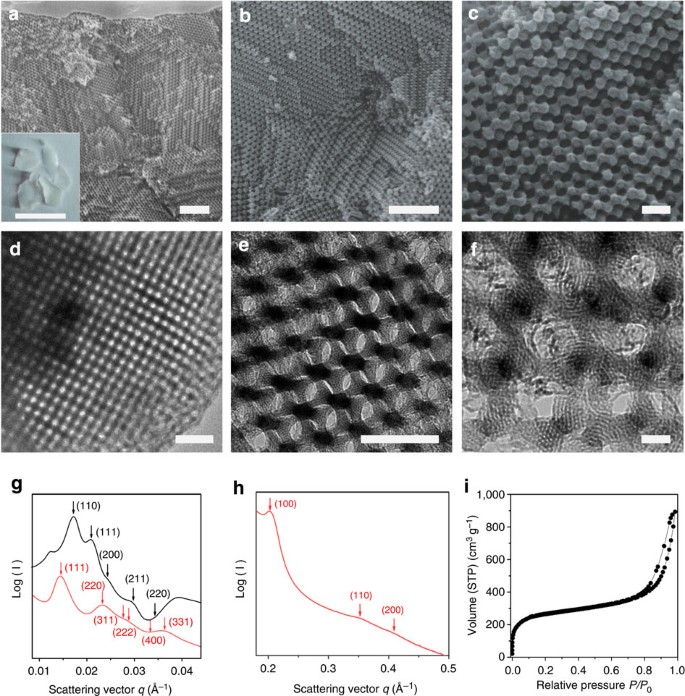 a
b
c
d
e
f
g
(110)
(111)
(200)
(211)
(220)
(111)
(220)
(311)
(222)
(400)
(331)
Log (I)
0.01 0.02 0.03 0.04
Scattering vector q (Å⁻¹)
h
(100)
(110)
(200)
Log (I)
0.2 0.3 0.4 0.5
Scattering vector q (Å⁻¹)
i
1,000
800
600
400
200
0
Volume (STP) (cm³ g⁻¹)
0.0 0.2 0.4 0.6 0.8 1.0
Relative pressure P/P₀